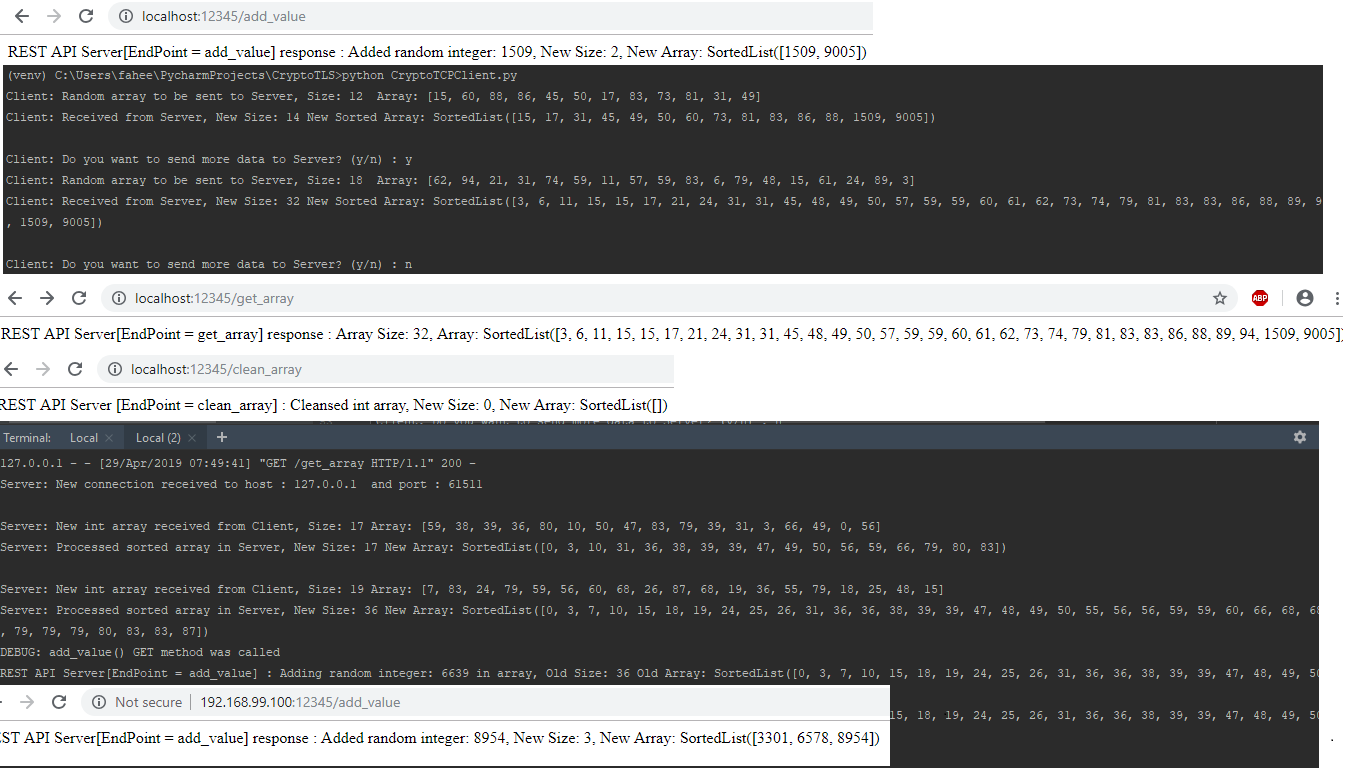 localhost:12345/add_value
REST API Server[EndPoint = add_value] response : Added random integer: 1509, New Size: 2, New Array: SortedList([1509, 9005])
(venv) C:\Users\fahee\PycharmProjects\CryptoTLS>python CryptoTCPClient.py
Client: Random array to be sent to Server, Size: 12 Array: [15, 60, 88, 86, 45, 50, 17, 83, 73, 81, 31, 49]
Client: Received from Server, New Size: 14 New Sorted Array: SortedList([15, 17, 31, 45, 49, 50, 60, 73, 81, 83, 86, 88, 1509, 9005])
Client: Do you want to send more data to Server? (y/n) : y
Client: Random array to be sent to Server, Size: 18 Array: [62, 94, 21, 31, 74, 59, 11, 57, 59, 83, 6, 79, 48, 15, 61, 24, 89, 3]
Client: Received from Server, New Size: 32 New Sorted Array: SortedList([3, 6, 11, 15, 15, 17, 21, 24, 31, 31, 45, 48, 49, 50, 57, 59, 59, 60, 61, 62, 73, 74, 79, 81, 83, 83, 86, 88, 89, 9
, 1509, 9005])
Client: Do you want to send more data to Server? (y/n) : n
localhost:12345/get_array
ABP
REST API Server[EndPoint = get_array] response : Array Size: 32, Array: SortedList([3, 6, 11, 15, 15, 17, 21, 24, 31, 31, 45, 48, 49, 50, 57, 59, 59, 60, 61, 62, 73, 74, 79, 81, 83, 83, 86, 88, 89, 94, 1509, 9005])
localhost:12345/clean_array
REST API Server [EndPoint = clean_array] : Cleansed int array, New Size: 0, New Array: SortedList([])
Terminal: Local × Local (2) × +
127.0.0.1 - - [29/Apr/2019 07:49:41] "GET /get_array HTTP/1.1" 200 -
Server: New connection received to host : 127.0.0.1 and port : 61511
Server: New int array received from Client, Size: 17 Array: [59, 38, 39, 36, 80, 10, 50, 47, 83, 79, 39, 31, 3, 66, 49, 0, 56]
Server: Processed sorted array in Server, New Size: 17 New Array: SortedList([0, 3, 10, 31, 36, 38, 39, 39, 47, 49, 50, 56, 59, 66, 79, 80, 83])
Server: New int array received from Client, Size: 19 Array: [7, 83, 24, 79, 59, 56, 60, 68, 26, 87, 68, 19, 36, 55, 79, 18, 25, 48, 15]
Server: Processed sorted array in Server, New Size: 36 New Array: SortedList([0, 3, 7, 10, 15, 18, 19, 24, 25, 26, 31, 36, 36, 38, 39, 39, 47, 48, 49, 50, 55, 56, 56, 59, 59, 60, 66, 68, 68
, 79, 79, 79, 80, 83, 83, 87])
DEBUG: add_value() GET method was called
REST API Server[EndPoint = add_value] : Adding random integer: 6639 in array, Old Size: 36 Old Array: SortedList([0, 3, 7, 10, 15, 18, 19, 24, 25, 26, 31, 36, 36, 38, 39, 39, 47, 48, 49, 50
Not secure | 192.168.99.100:12345/add_value
15, 18, 19, 24, 25, 26, 31, 36, 36, 38, 39, 39, 47, 48, 49, 50
EST API Server[EndPoint = add_value] response : Added random integer: 8954, New Size: 3, New Array: SortedList([3301, 6578, 8954])
.